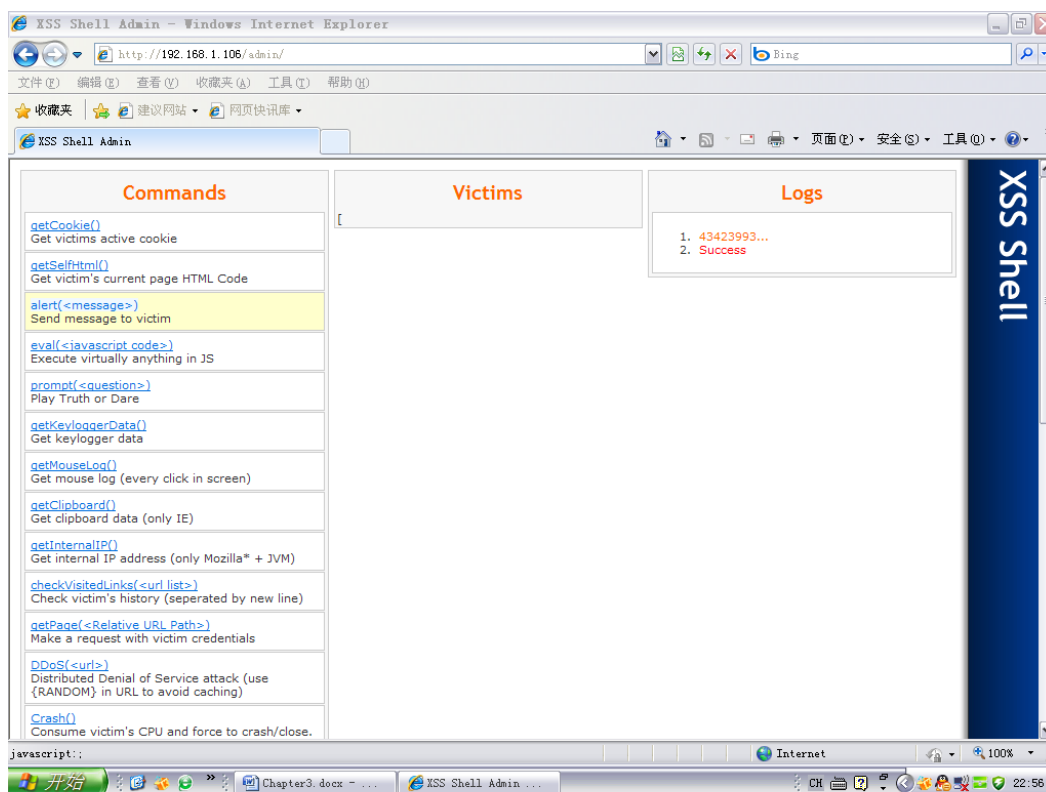 XSS Shell Admin - Windows Internet Explorer
http://192.168.1.106/admin/
Bing
文件(F) 编辑(E) 查看(V) 收藏夹(A) 工具(T) 帮助(H)
收藏夹 建议网站 网页快讯库
XSS Shell Admin
页面(P) 安全(S) 工具(O)
Commands
getCookie()
Get victims active cookie
getSelfHtml()
Get victim's current page HTML Code
alert(<message>)
Send message to victim
eval(<javascript code>)
Execute virtually anything in JS
prompt(<question>)
Play Truth or Dare
getKeyloggerData()
Get keylogger data
getMouseLog()
Get mouse log (every click in screen)
getClipboard()
Get clipboard data (only IE)
getInternalIP()
Get internal IP address (only Mozilla* + JVM)
checkVisitedLinks(<url list>)
Check victim's history (seperated by new line)
getPage(<Relative URL Path>)
Make a request with victim credentials
DDoS(<url>)
Distributed Denial of Service attack (use
{RANDOM} in URL to avoid caching)
Crash()
Consume victim's CPU and force to crash/close.
Victims
[
Logs
1. 43423993...
2. Success
XSS Shell
javascript:;
Internet
100%
开始
Chapter3.docx - ...
XSS Shell Admin ...
CH
22:56